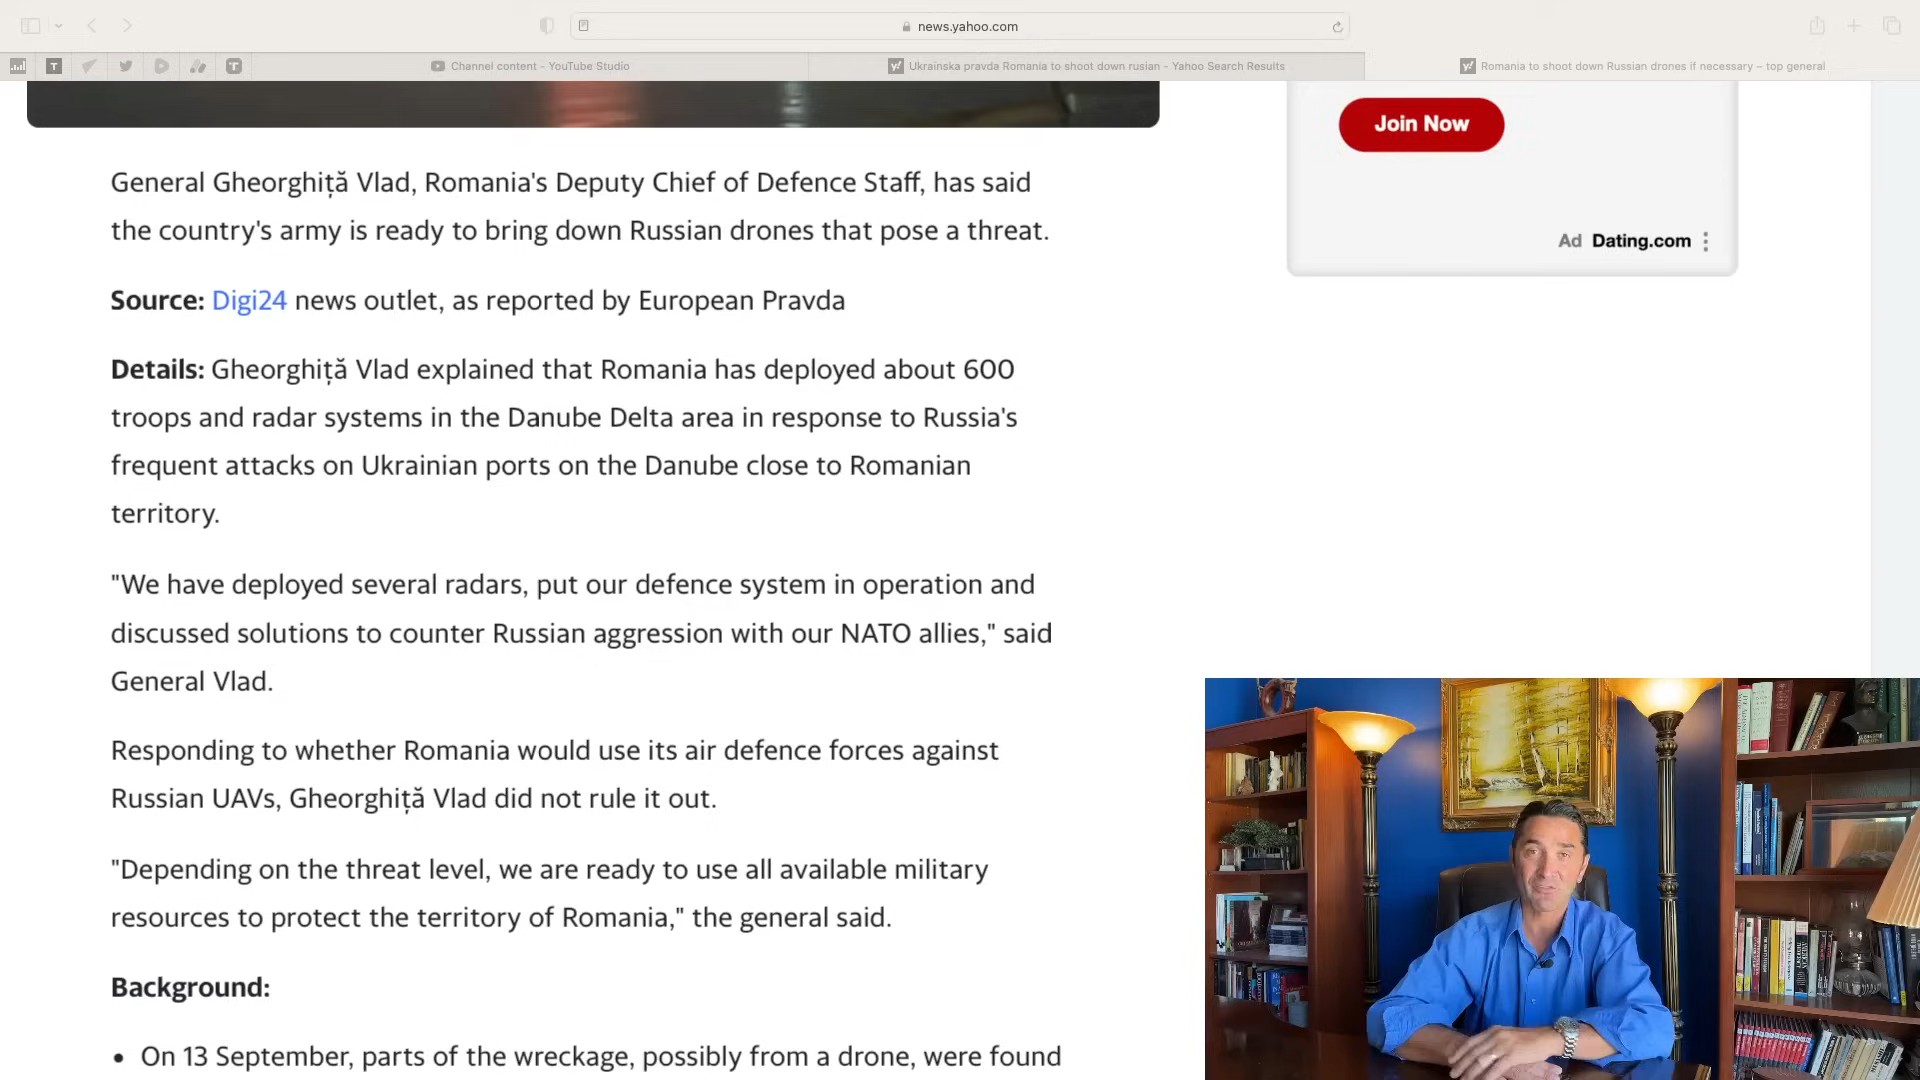 news.yahoo.com
T
T
Channel content - YouTube Studio
Ukrainska pravda Romania to shoot down rusian - Yahoo Search Results
Romania to shoot down Russian drones if necessary – top general
Join Now
Ad Dating.com
General Gheorghiță Vlad, Romania's Deputy Chief of Defence Staff, has said
the country's army is ready to bring down Russian drones that pose a threat.
Source: Digi24 news outlet, as reported by European Pravda
Details: Gheorghiță Vlad explained that Romania has deployed about 600
troops and radar systems in the Danube Delta area in response to Russia's
frequent attacks on Ukrainian ports on the Danube close to Romanian
territory.
"We have deployed several radars, put our defence system in operation and
discussed solutions to counter Russian aggression with our NATO allies," said
General Vlad.
Responding to whether Romania would use its air defence forces against
Russian UAVs, Gheorghiță Vlad did not rule it out.
"Depending on the threat level, we are ready to use all available military
resources to protect the territory of Romania," the general said.
Background:
• On 13 September, parts of the wreckage, possibly from a drone, were found